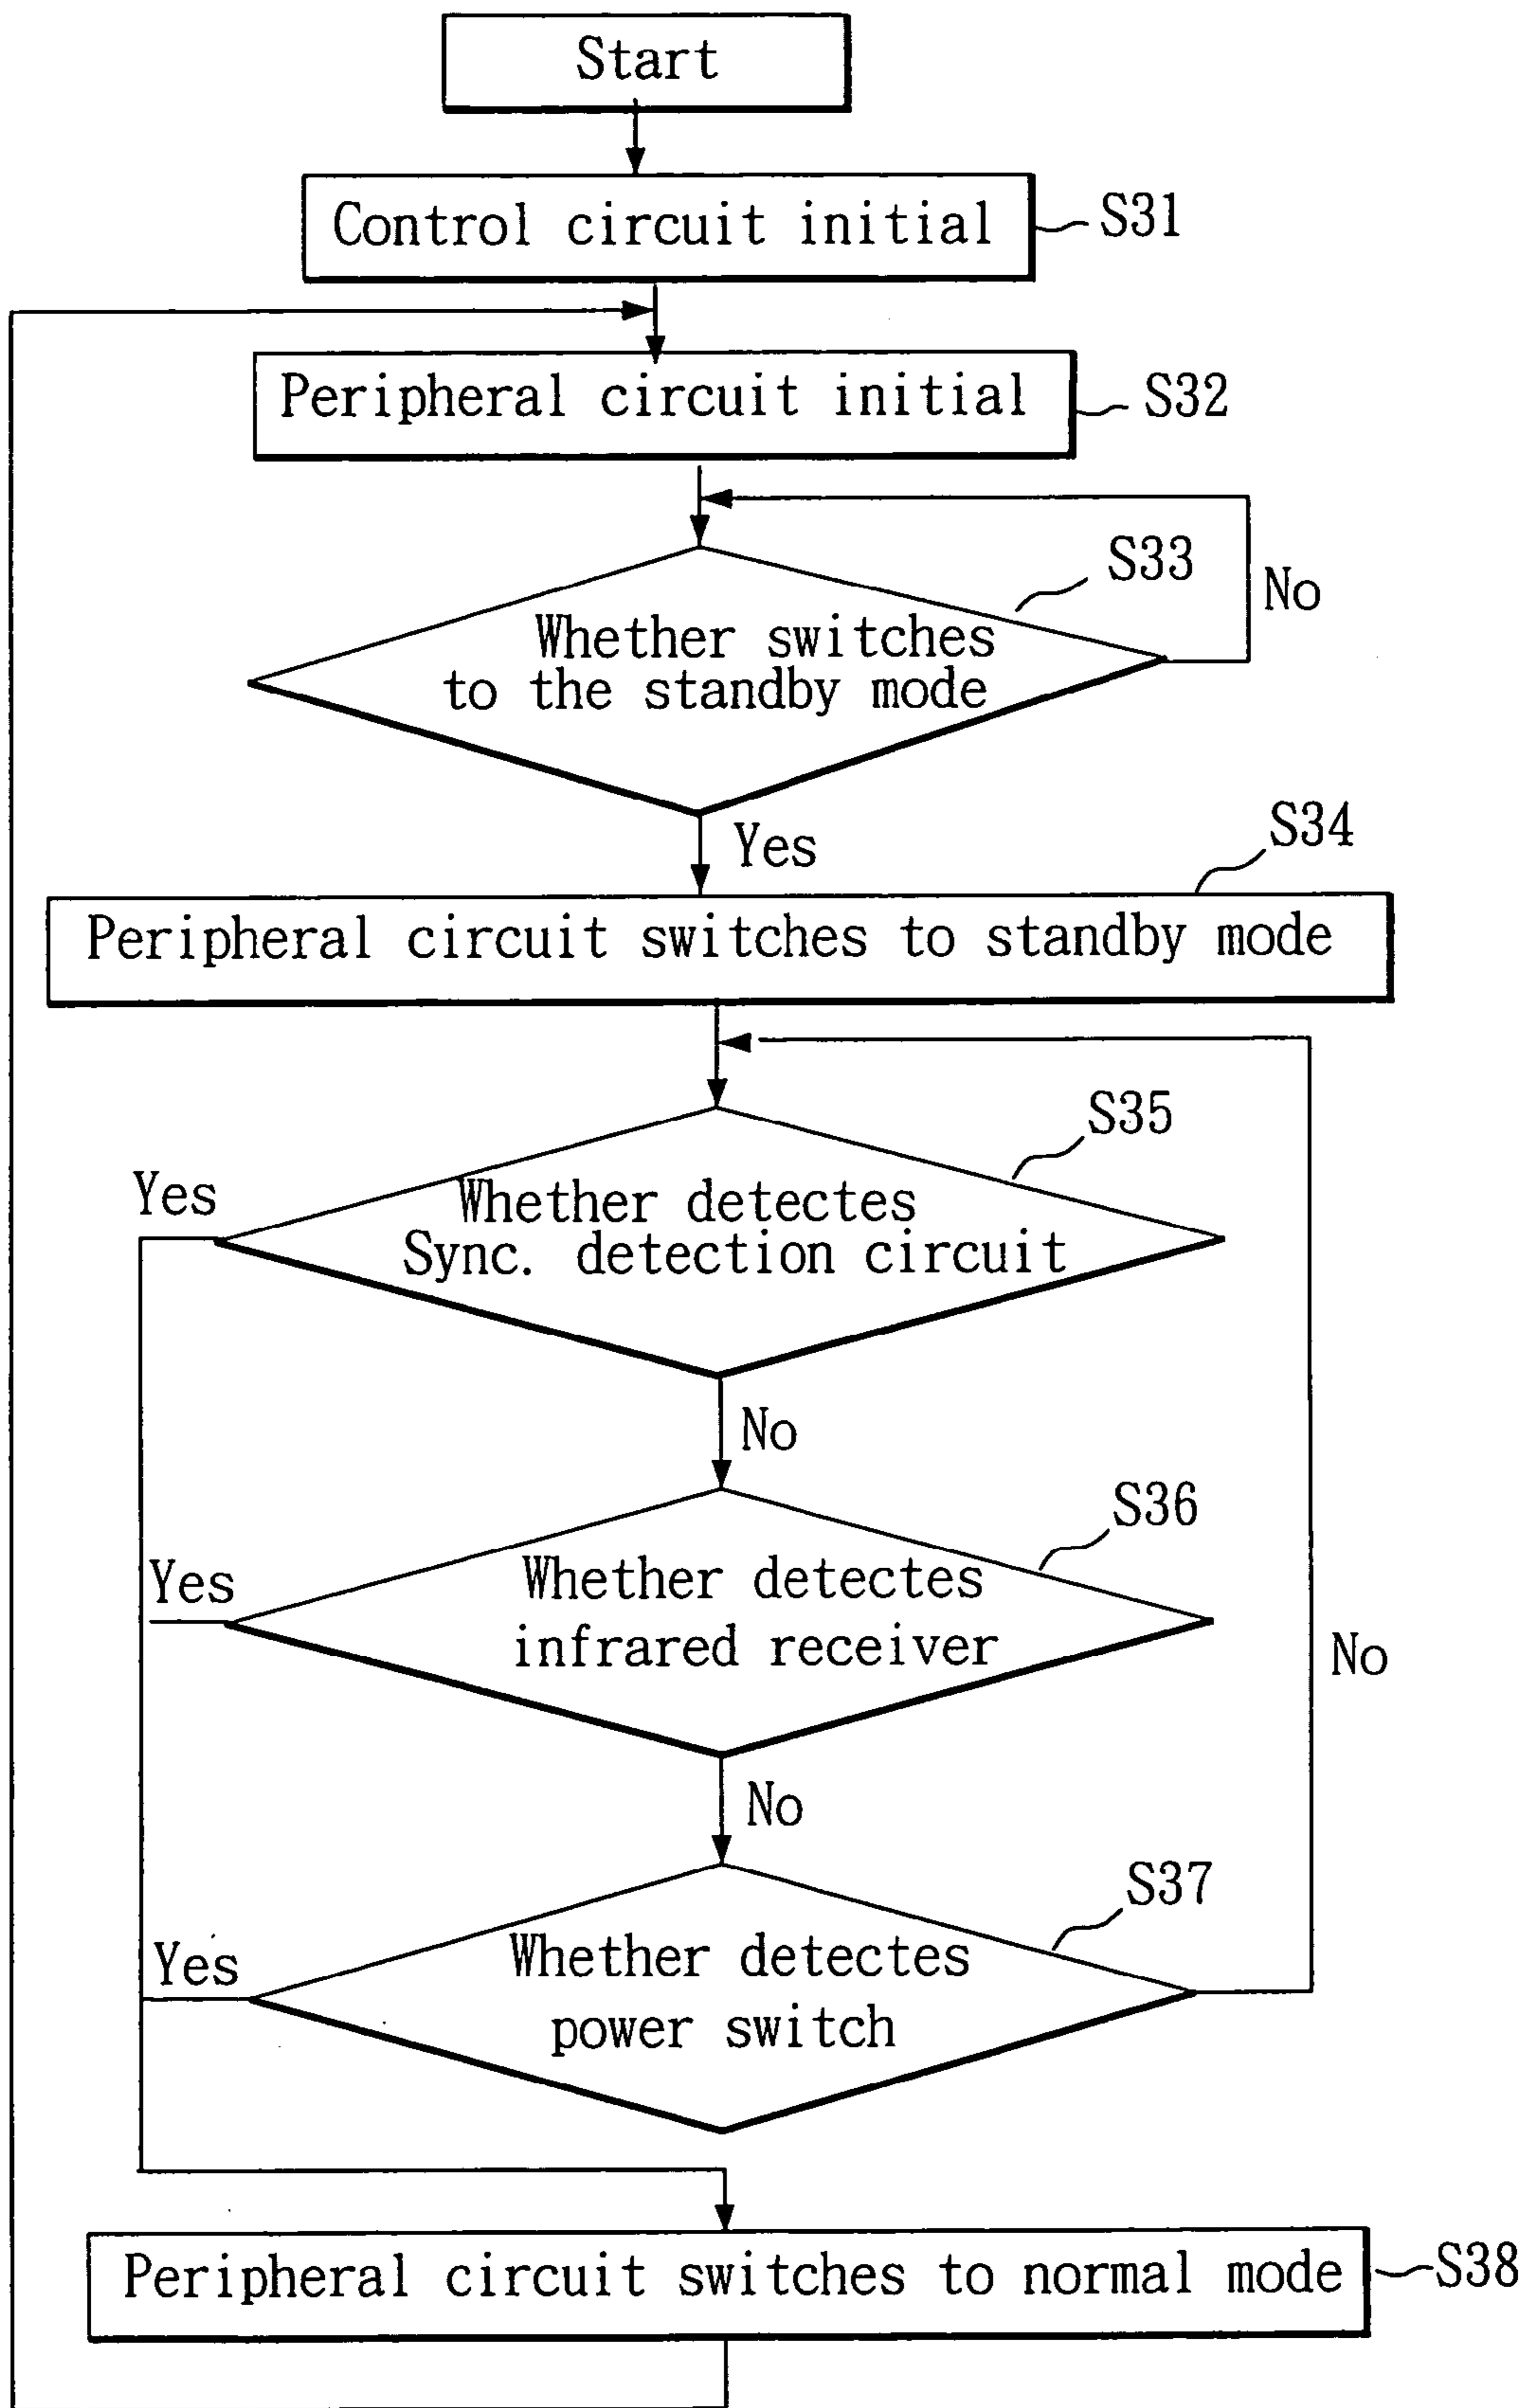 Start
Control circuit initial
S31
Peripheral circuit initial
S32
S33
No
Whether switches
to the standby mode
Yes
S34
Peripheral circuit switches to standby mode
S35
Yes
Whether detectes
Sync. detection circuit
No
S36
Yes
Whether detectes
infrared receiver
No
No
S37
Yes
Whether detectes
power switch
Peripheral circuit switches to normal mode
S38